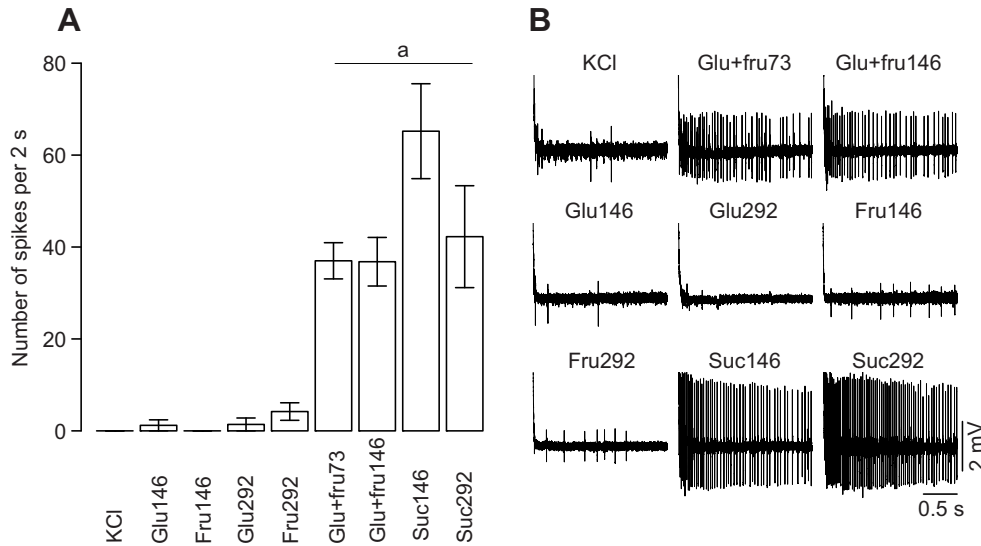 A
B
80
60
40
20
0
Number of spikes per 2 s
a
KCl
Glu146
Fru146
Glu292
Fru292
Glu+fru73
Glu+fru146
Suc146
Suc292
KCl
Glu+fru73
Glu+fru146
Glu146
Glu292
Fru146
Fru292
Suc146
Suc292
2 mV
0.5 s